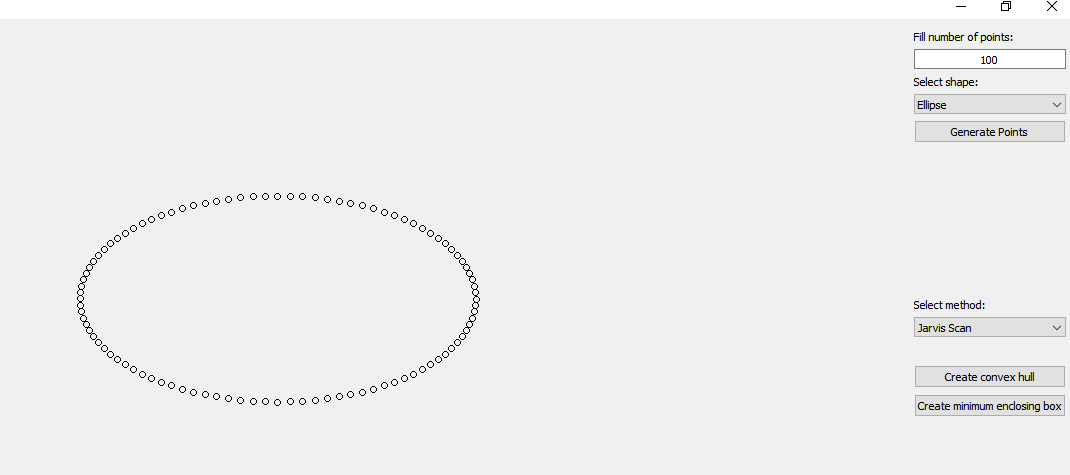 Fill number of points:
100
Select shape:
Ellipse
Generate Points
Select method:
Jarvis Scan
Create convex hull
Create minimum enclosing box